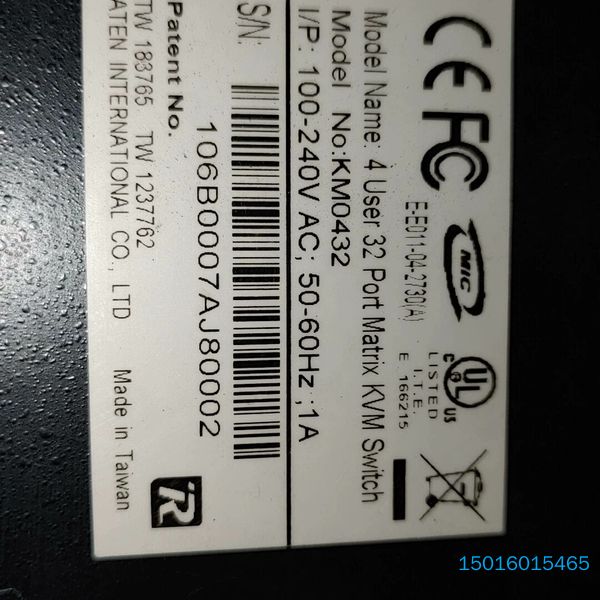 CE FC
MIC
E-E011-04-2730(A)
C UL US
LISTED
I.T.E.
E 166215
Model Name: 4 User 32 Port Matrix KVM Switch
Model No:KM0432
I/P: 100-240V AC; 50-60Hz ;1A
S/N:
106B0007AJ80002
Patent No.
TW 183765 TW 1237762
ATEN INTERNATIONAL CO., LTD Made in Taiwan
15016015465